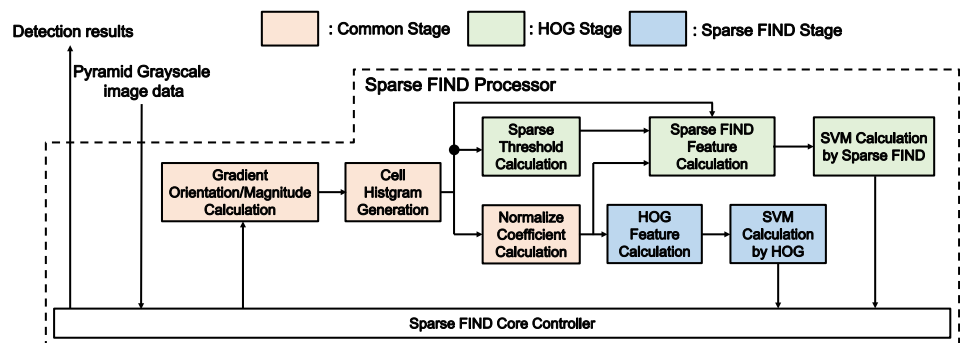 Detection results
: Common Stage
: HOG Stage
: Sparse FIND Stage
Pyramid Grayscale
image data
Sparse FIND Processor
Sparse
Threshold
Calculation
Sparse FIND
Feature
Calculation
SVM Calculation
by Sparse FIND
Gradient
Orientation/Magnitude
Calculation
Cell
Histgram
Generation
Normalize
Coefficient
Calculation
HOG
Feature
Calculation
SVM
Calculation
by HOG
Sparse FIND Core Controller